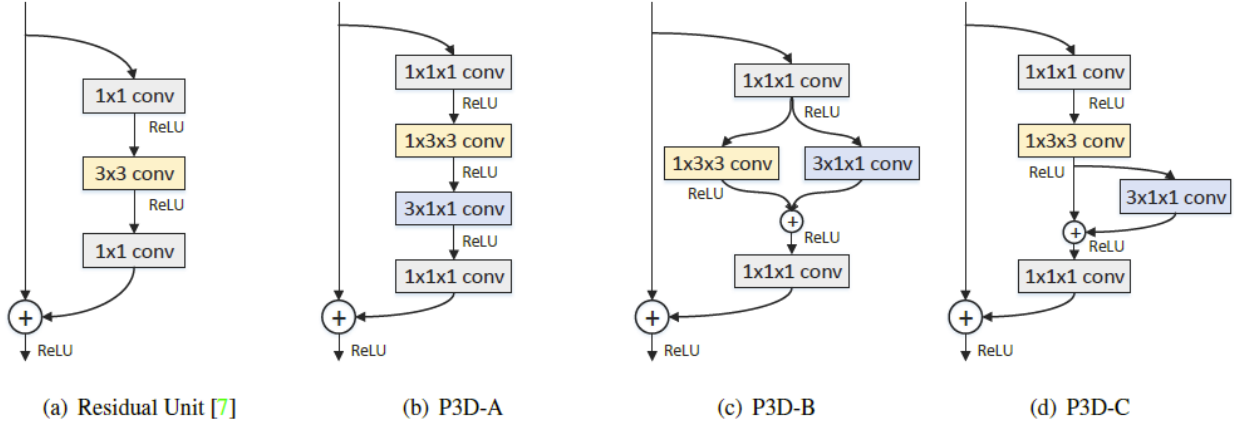 1x1 conv
ReLU
3x3 conv
ReLU
1x1 conv
+
ReLU
(a) Residual Unit [7]
1x1x1 conv
ReLU
1x3x3 conv
ReLU
3x1x1 conv
ReLU
1x1x1 conv
+
ReLU
(b) P3D-A
1x1x1 conv
ReLU
1x3x3 conv
3x1x1 conv
ReLU
+
ReLU
1x1x1 conv
+
ReLU
(c) P3D-B
1x1x1 conv
ReLU
1x3x3 conv
ReLU
3x1x1 conv
+
ReLU
1x1x1 conv
+
ReLU
(d) P3D-C